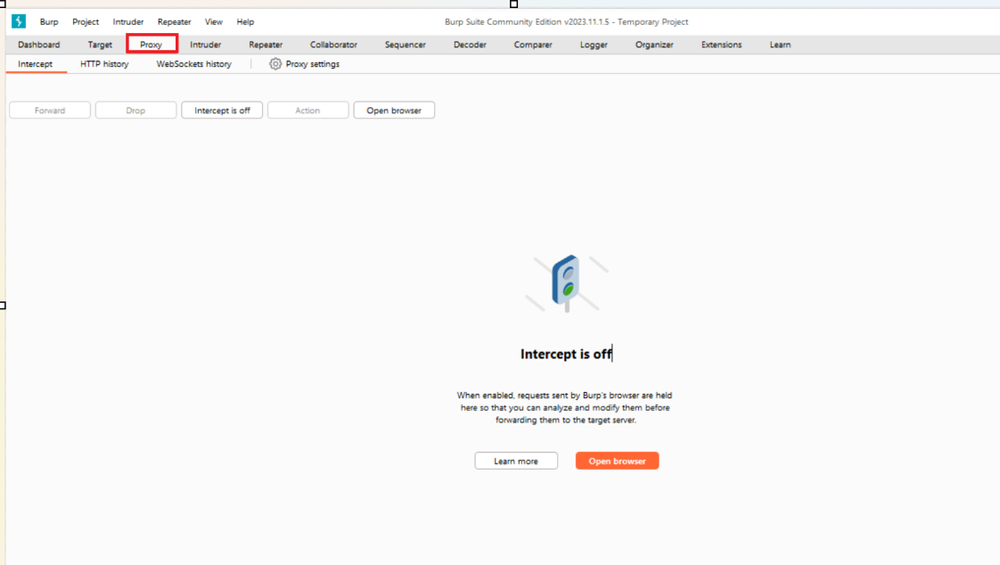 Burp Project Intruder Repeater View Help Burp Suite Community Edition v2023.11.1.5 - Temporary Project
Dashboard Target Proxy Intruder Repeater Collaborator Sequencer Decoder Comparer Logger Organizer Extensions Learn
Intercept HTTP history WebSockets history Proxy settings
Forward Drop Intercept is off Action Open browser
Intercept is off
When enabled, requests sent by Burp's browser are held
here so that you can analyze and modify them before
forwarding them to the target server.
Learn more Open browser